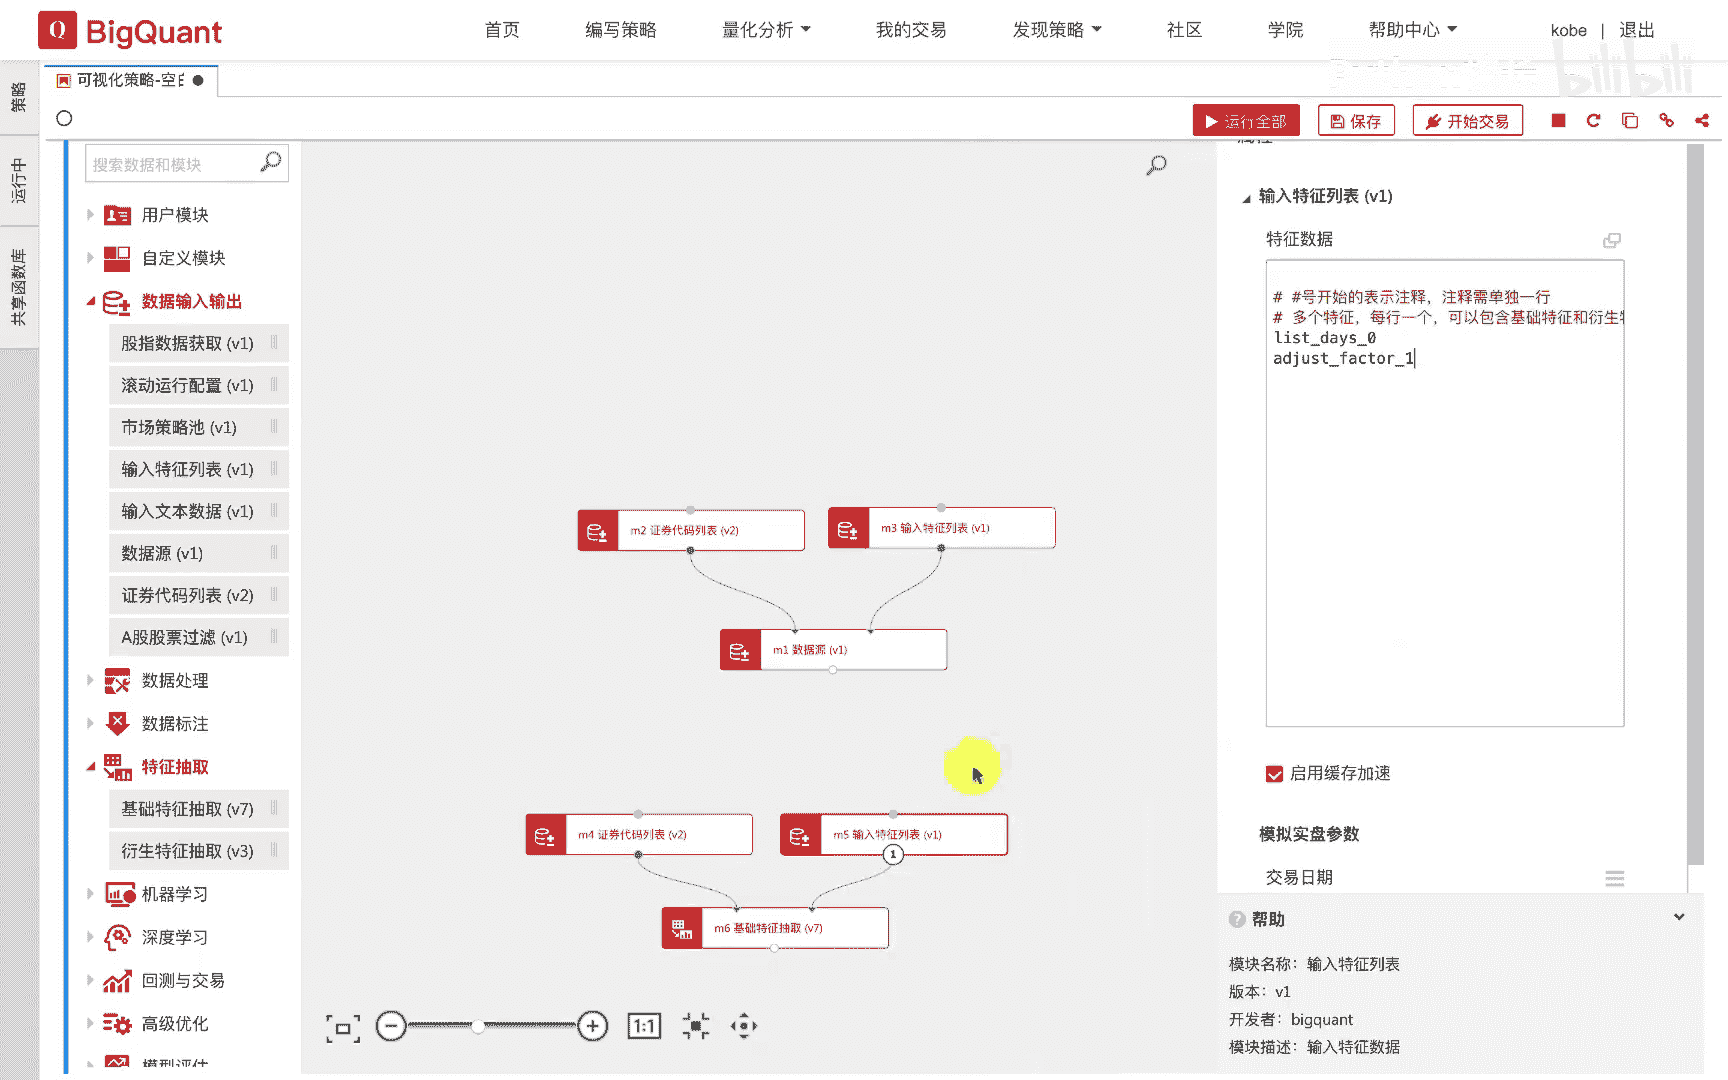 Q BigQuant
首页 编写策略 量化分析 我的交易 发现策略 社区 学院 帮助中心 kobe | 退出
bilibili
策略
运行中
共享函数库
可视化策略-空白
运行全部 保存 开始交易
搜索数据和模块
用户模块
自定义模块
数据输入输出
股指数据获取 (v1)
滚动运行配置 (v1)
市场策略池 (v1)
输入特征列表 (v1)
输入文本数据 (v1)
数据源 (v1)
证券代码列表 (v2)
A股股票过滤 (v1)
数据处理
数据标注
特征抽取
基础特征抽取 (v7)
衍生特征抽取 (v3)
机器学习
深度学习
回测与交易
高级优化
模型评估
m2 证券代码列表 (v2)
m3 输入特征列表 (v1)
m1 数据源 (v1)
m4 证券代码列表 (v2)
m5 输入特征列表 (v1)
1
m6 基础特征抽取 (v7)
1:1
属性
输入特征列表 (v1)
特征数据
# #号开始的表示注释，注释需单独一行
# 多个特征，每行一个，可以包含基础特征和衍生特
list_days_0
adjust_factor_1
启用缓存加速
模拟实盘参数
交易日期
帮助
模块名称：输入特征列表
版本：v1
开发者：bigquant
模块描述：输入特征数据